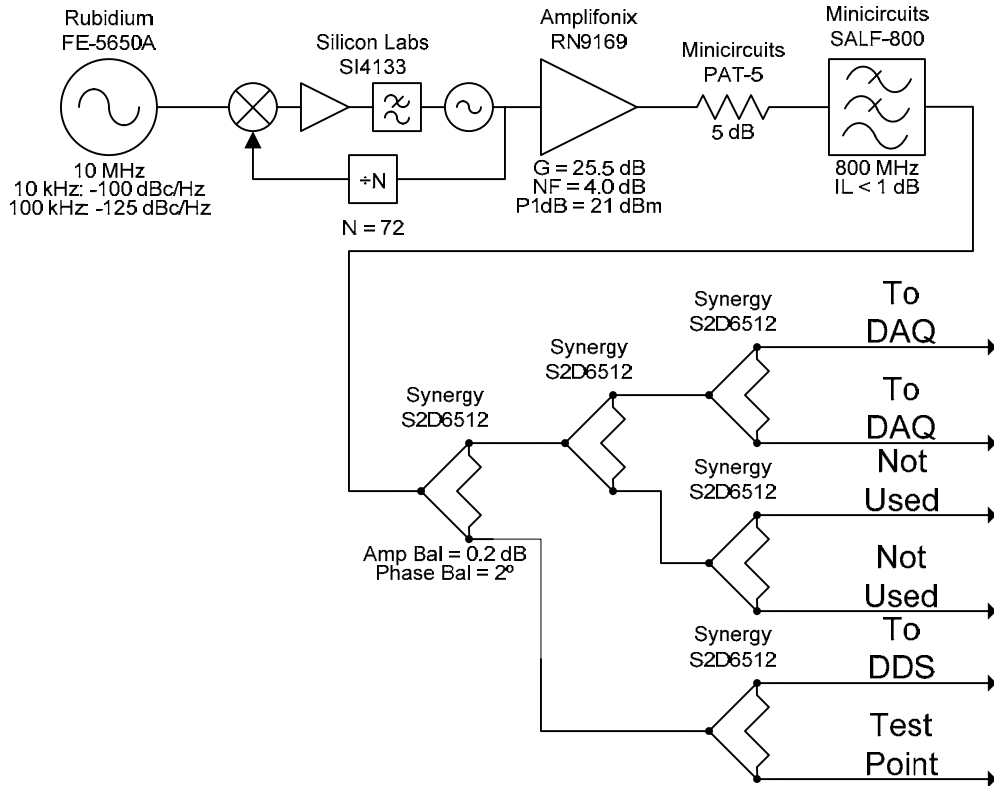 Rubidium
FE-5650A
10 MHz
10 kHz: -100 dBc/Hz
100 kHz: -125 dBc/Hz
Silicon Labs
SI4133
÷N
N = 72
Amplifonix
RN9169
G = 25.5 dB
NF = 4.0 dB
P1dB = 21 dBm
Minicircuits
PAT-5
5 dB
Minicircuits
SALF-800
800 MHz
IL < 1 dB
Synergy
S2D6512
Amp Bal = 0.2 dB
Phase Bal = 2º
Synergy
S2D6512
Synergy
S2D6512
To
DAQ
To
DAQ
Synergy
S2D6512
Not
Used
Not
Used
Synergy
S2D6512
To
DDS
Test
Point